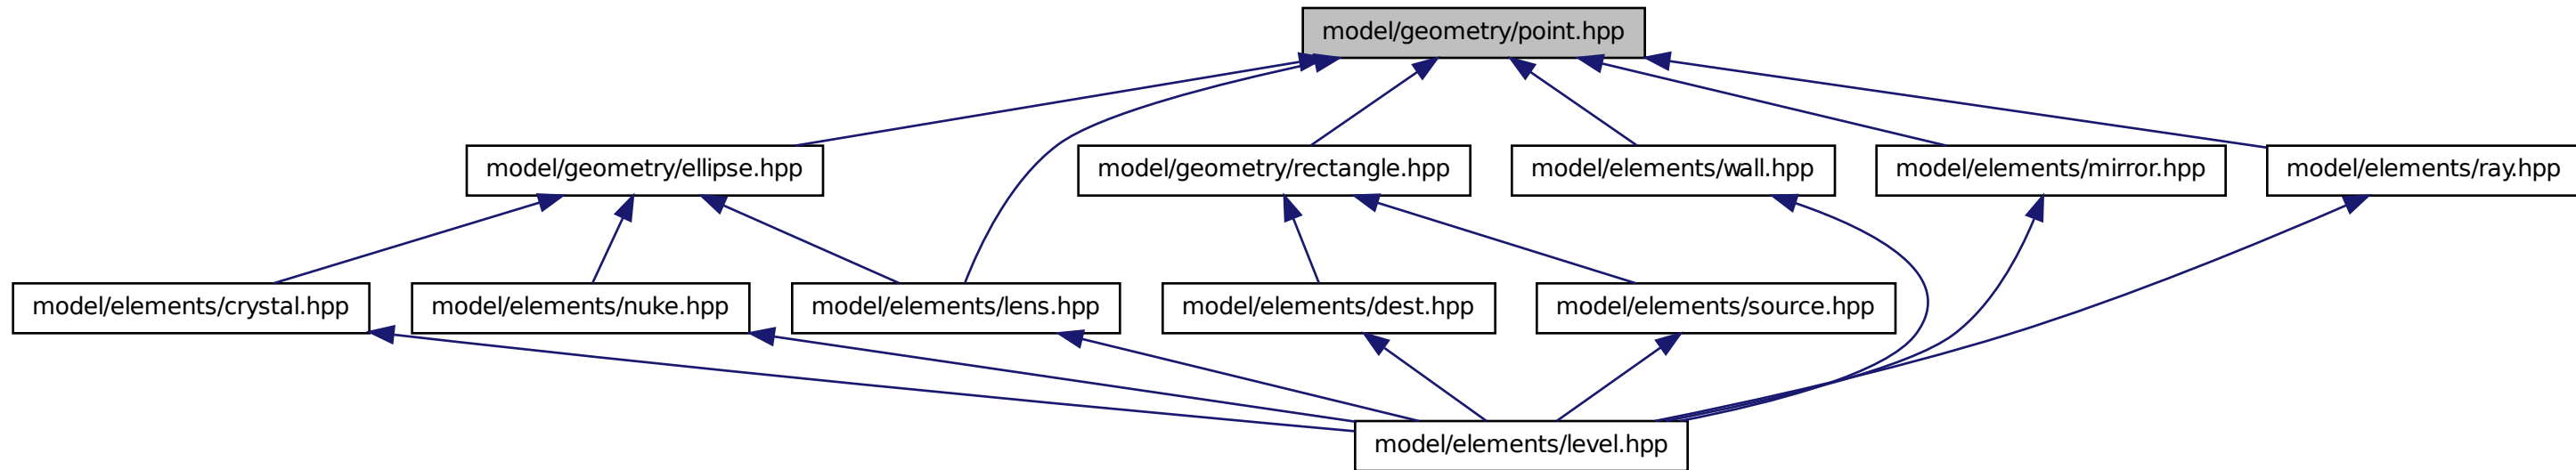 model/geometry/point.hpp
model/geometry/ellipse.hpp
model/geometry/rectangle.hpp
model/elements/wall.hpp
model/elements/mirror.hpp
model/elements/ray.hpp
model/elements/crystal.hpp
model/elements/nuke.hpp
model/elements/lens.hpp
model/elements/dest.hpp
model/elements/source.hpp
model/elements/level.hpp